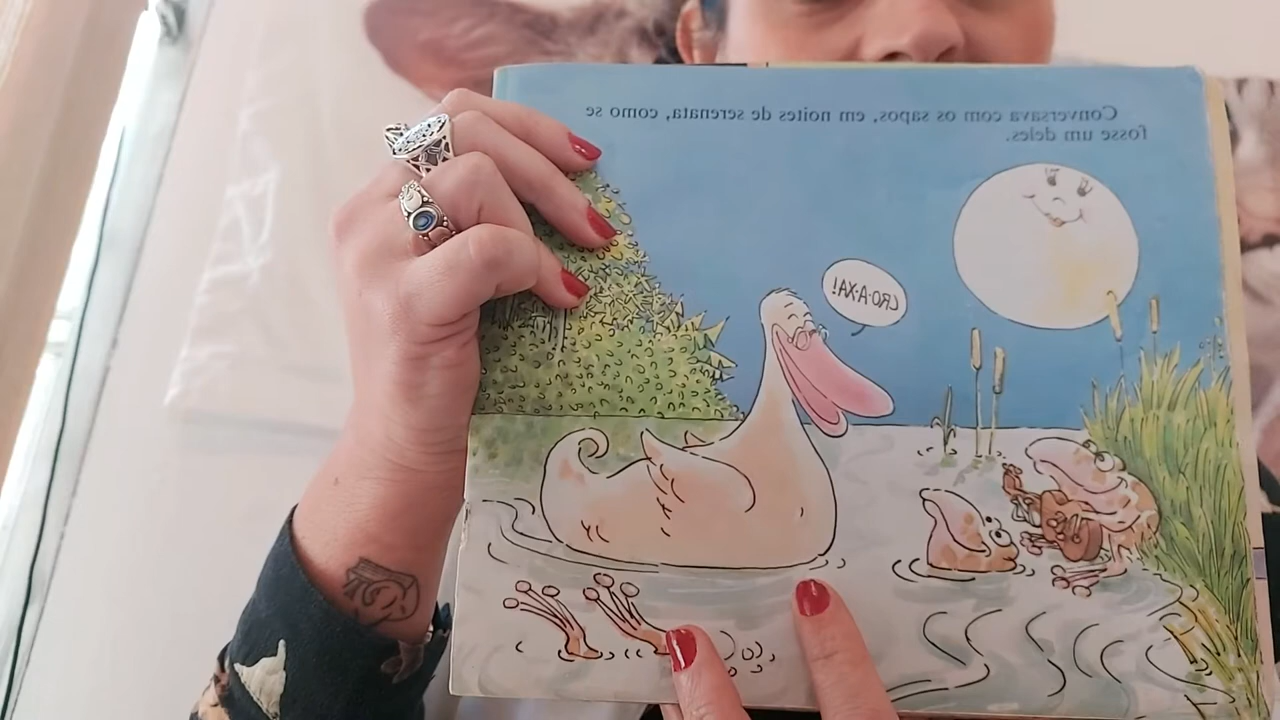 Conversava com os sapos, em noites de serenata, como se
fosse um deles.
CRO-A-XA!